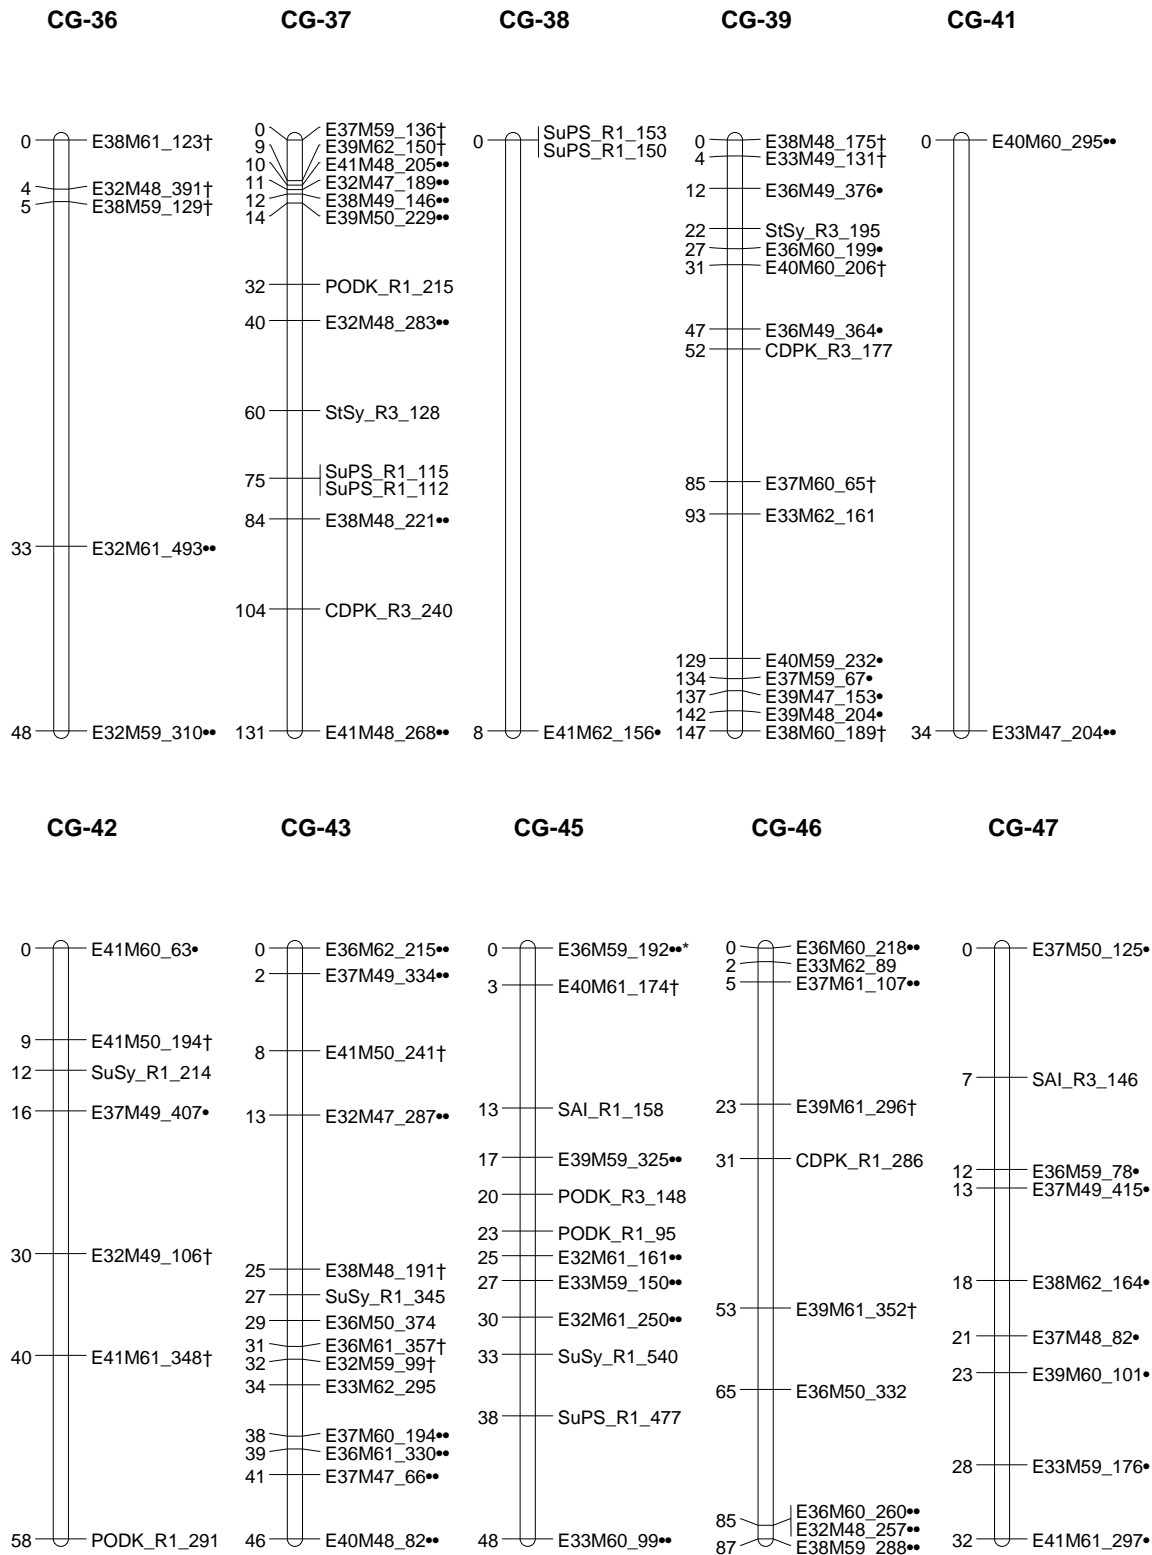 CG-36
0 E38M61_123†
4 E32M48_391†
5 E38M59_129†
33 E32M61_493••
48 E32M59_310••
CG-37
0 E37M59_136†
9 E39M62_150†
10 E41M48_205••
11 E32M47_189••
12 E38M49_146••
14 E39M50_229••
32 PODK_R1_215
40 E32M48_283••
60 StSy_R3_128
75 SuPS_R1_115
SuPS_R1_112
84 E38M48_221••
104 CDPK_R3_240
131 E41M48_268••
CG-38
0 SuPS_R1_153
SuPS_R1_150
8 E41M62_156•
CG-39
0 E38M48_175†
4 E33M49_131†
12 E36M49_376•
22 StSy_R3_195
27 E36M60_199•
31 E40M60_206†
47 E36M49_364•
52 CDPK_R3_177
85 E37M60_65†
93 E33M62_161
129 E40M59_232•
134 E37M59_67•
137 E39M47_153•
142 E39M48_204•
147 E38M60_189†
CG-41
0 E40M60_295••
34 E33M47_204••
CG-42
0 E41M60_63•
9 E41M50_194†
12 SuSy_R1_214
16 E37M49_407•
30 E32M49_106†
40 E41M61_348†
58 PODK_R1_291
CG-43
0 E36M62_215••
2 E37M49_334••
8 E41M50_241†
13 E32M47_287••
25 E38M48_191†
27 SuSy_R1_345
29 E36M50_374
31 E36M61_357†
32 E32M59_99†
34 E33M62_295
38 E37M60_194••
39 E36M61_330••
41 E37M47_66••
46 E40M48_82••
CG-45
0 E36M59_192••*
3 E40M61_174†
13 SAI_R1_158
17 E39M59_325••
20 PODK_R3_148
23 PODK_R1_95
25 E32M61_161••
27 E33M59_150••
30 E32M61_250••
33 SuSy_R1_540
38 SuPS_R1_477
48 E33M60_99••
CG-46
0 E36M60_218••
2 E33M62_89
5 E37M61_107••
23 E39M61_296†
31 CDPK_R1_286
53 E39M61_352†
65 E36M50_332
85 E36M60_260••
E32M48_257••
87 E38M59_288••
CG-47
0 E37M50_125•
7 SAI_R3_146
12 E36M59_78•
13 E37M49_415•
18 E38M62_164•
21 E37M48_82•
23 E39M60_101•
28 E33M59_176•
32 E41M61_297•